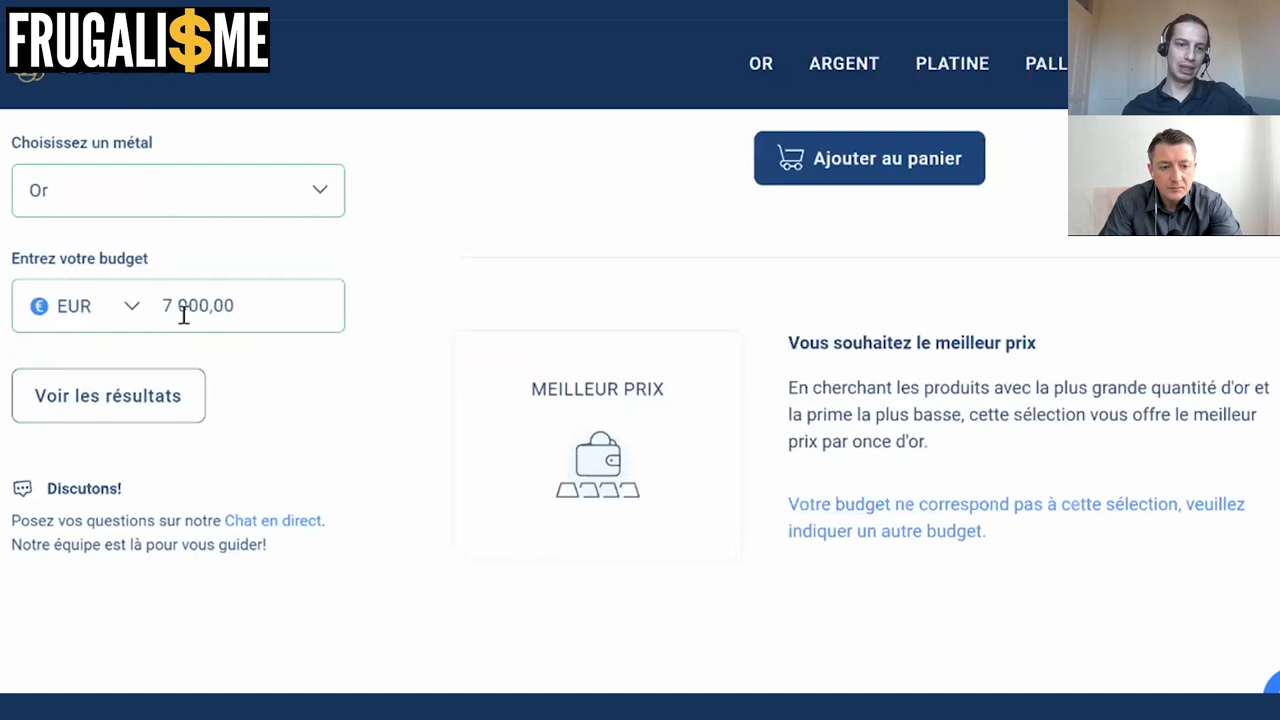 FRUGALI$ME
OR
ARGENT
PLATINE
PALL
Choisissez un métal
Or
Ajouter au panier
Entrez votre budget
€ EUR
7 000,00
Voir les résultats
MEILLEUR PRIX
Vous souhaitez le meilleur prix
En cherchant les produits avec la plus grande quantité d'or et
la prime la plus basse, cette sélection vous offre le meilleur
prix par once d'or.
Votre budget ne correspond pas à cette sélection, veuillez
indiquer un autre budget.
Discutons!
Posez vos questions sur notre Chat en direct.
Notre équipe est là pour vous guider!